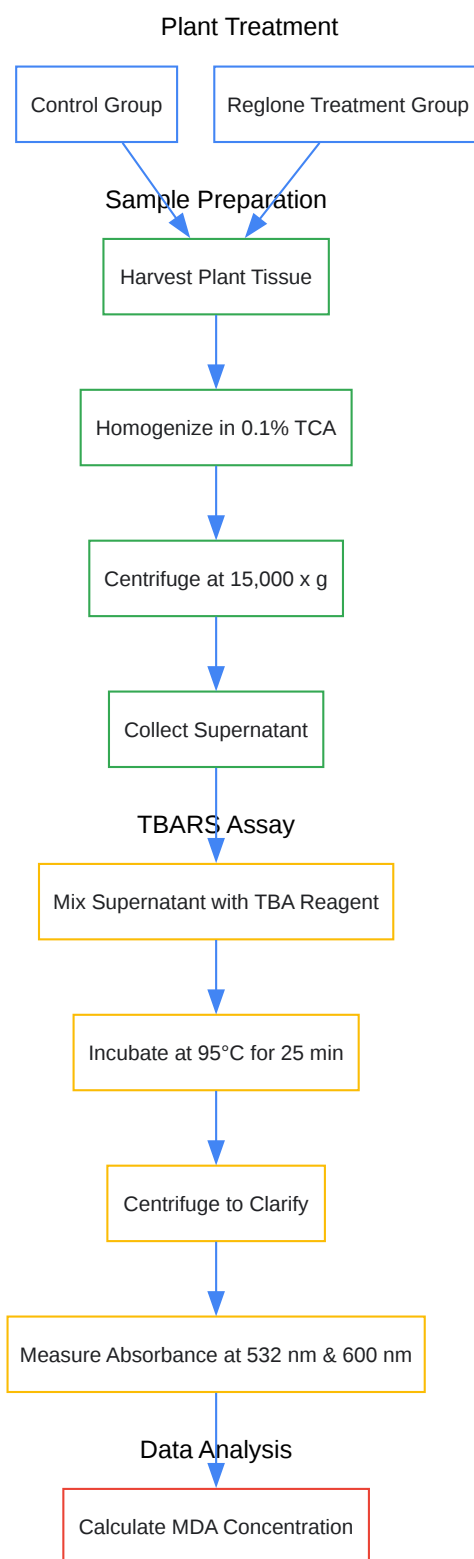 Plant Treatment
Control Group
Reglone Treatment Group
Sample Preparation
Harvest Plant Tissue
Homogenize in 0.1% TCA
Centrifuge at 15,000 x g
Collect Supernatant
TBARS Assay
Mix Supernatant with TBA Reagent
Incubate at 95°C for 25 min
Centrifuge to Clarify
Measure Absorbance at 532 nm & 600 nm
Data Analysis
Calculate MDA Concentration